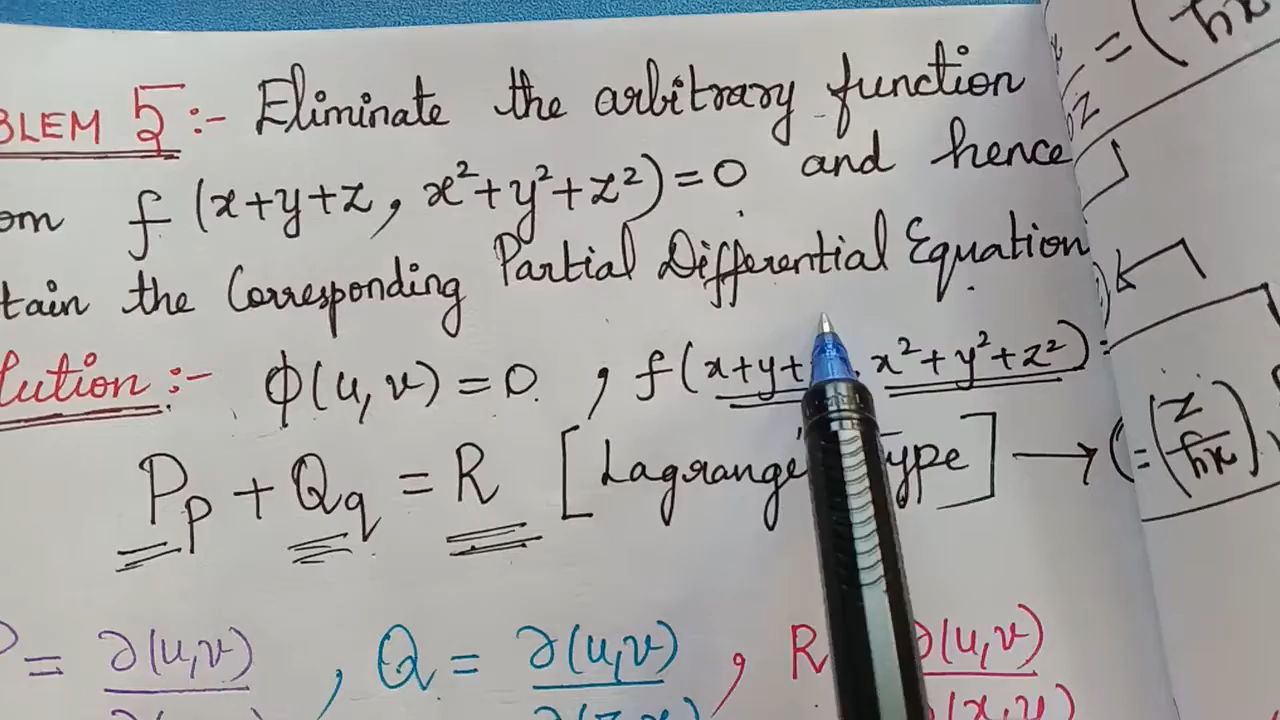 BLEM 5:- Eliminate the arbitrary function
om f(x+y+z, x²+y²+z²)=0 and hence
tain the Corresponding Partial Differential Equation
lution:- ϕ(u,v)=0, f(x+y+ , x²+y²+z²)=
Pp + Qq = R [Lagrange's Type] →
P = ∂(u,v) , Q = ∂(u,v) , R ∂(u,v)
∂(z,x) ∂(x,y)